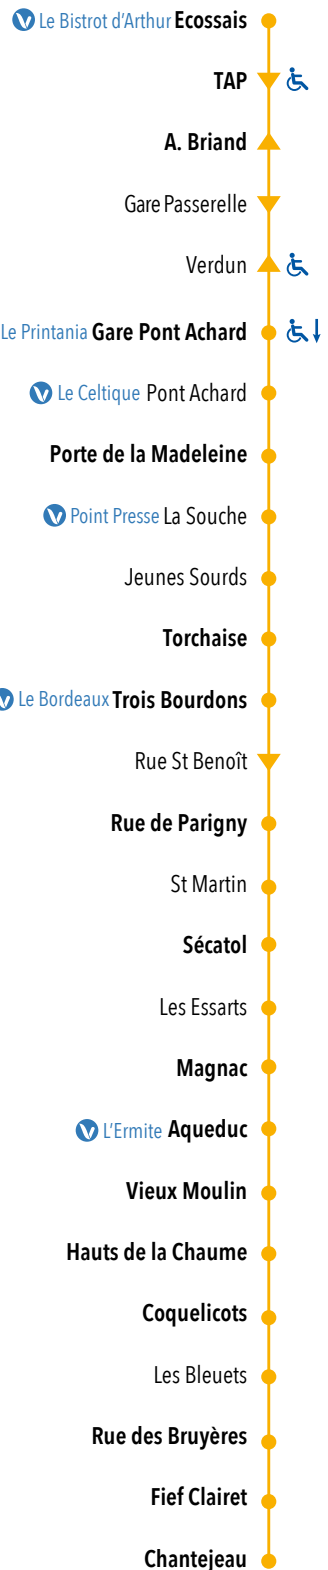 Le Bistrot d'Arthur Ecossais
TAP
A. Briand
Gare Passerelle
Verdun
Le Printania Gare Pont Achard
Le Celtique Pont Achard
Porte de la Madeleine
Point Presse La Souche
Jeunes Sourds
Torchaise
Le Bordeaux Trois Bourdons
Rue St Benoît
Rue de Parigny
St Martin
Sécatol
Les Essarts
Magnac
L'Ermite Aqueduc
Vieux Moulin
Hauts de la Chaume
Coquelicots
Les Bleuets
Rue des Bruyères
Fief Clairet
Chantejeau